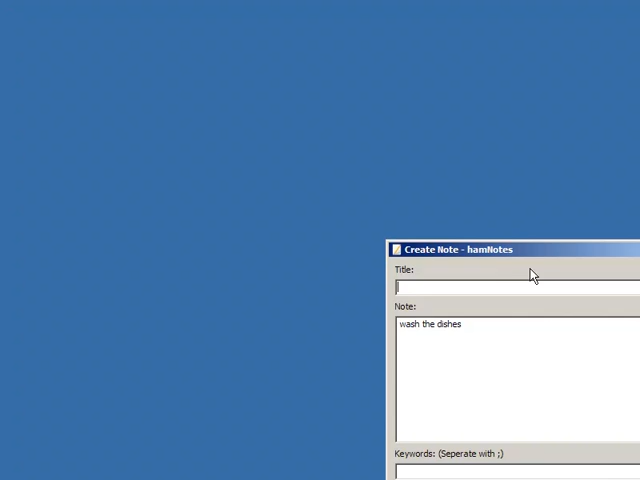 Create Note - hamNotes
Title:
Note:
wash the dishes
Keywords: (Seperate with ;)